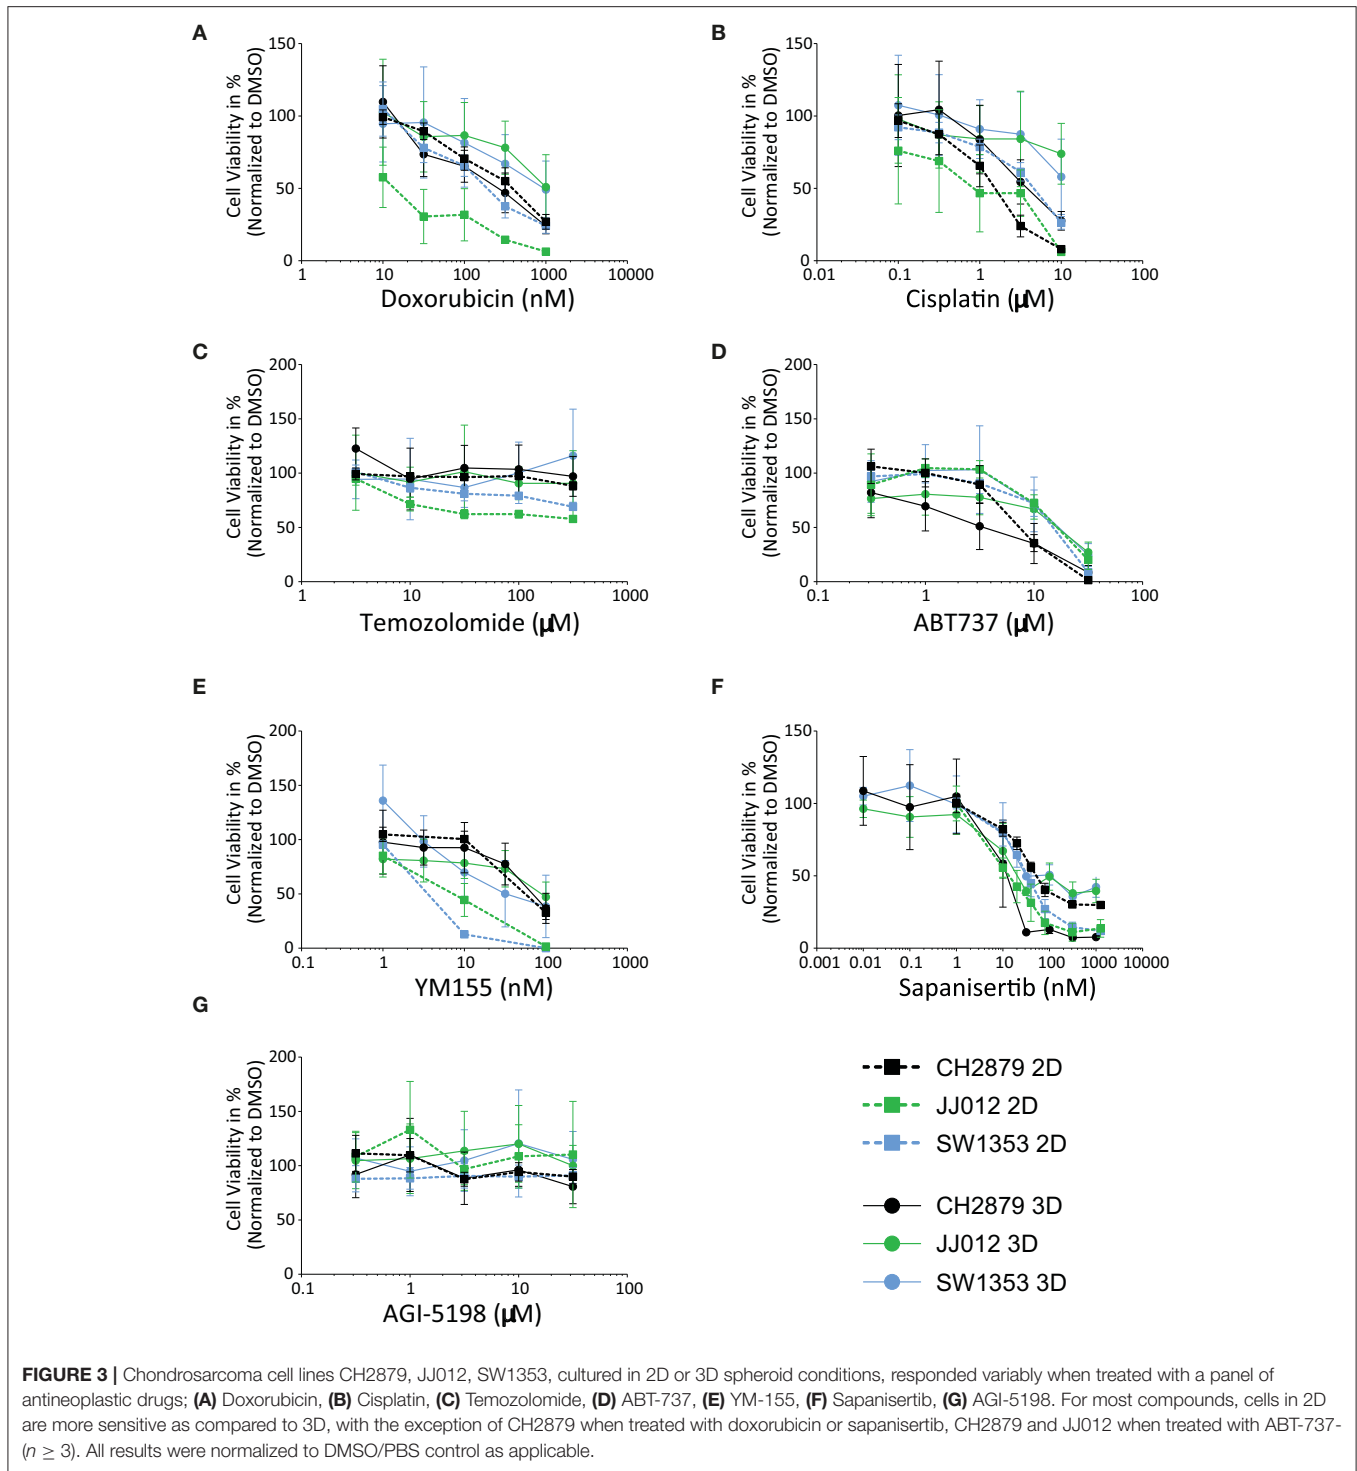 A
Cell Viability in %
(Normalized to DMSO)
150
100
50
0
1
10
100
1000
10000
Doxorubicin (nM)
B
Cell Viability in %
(Normalized to DMSO)
150
100
50
0
0.01
0.1
1
10
100
Cisplatin (μM)
C
Cell Viability in %
(Normalized to DMSO)
200
150
100
50
0
1
10
100
1000
Temozolomide (μM)
D
Cell Viability in %
(Normalized to DMSO)
200
150
100
50
0
0.1
1
10
100
ABT737 (μM)
E
Cell Viability in %
(Normalized to DMSO)
200
150
100
50
0
0.1
1
10
100
1000
YM155 (nM)
F
Cell Viability in %
(Normalized to DMSO)
150
100
50
0
0.001
0.01
0.1
1
10
100
1000
10000
Sapanisertib (nM)
G
Cell Viability in %
(Normalized to DMSO)
200
150
100
50
0
0.1
1
10
100
AGI-5198 (μM)
CH2879 2D
JJ012 2D
SW1353 2D
CH2879 3D
JJ012 3D
SW1353 3D
FIGURE 3 | Chondrosarcoma cell lines CH2879, JJ012, SW1353, cultured in 2D or 3D spheroid conditions, responded variably when treated with a panel of
antineoplastic drugs; (A) Doxorubicin, (B) Cisplatin, (C) Temozolomide, (D) ABT-737, (E) YM-155, (F) Sapanisertib, (G) AGI-5198. For most compounds, cells in 2D
are more sensitive as compared to 3D, with the exception of CH2879 when treated with doxorubicin or sapanisertib, CH2879 and JJ012 when treated with ABT-737-
(n ≥ 3). All results were normalized to DMSO/PBS control as applicable.